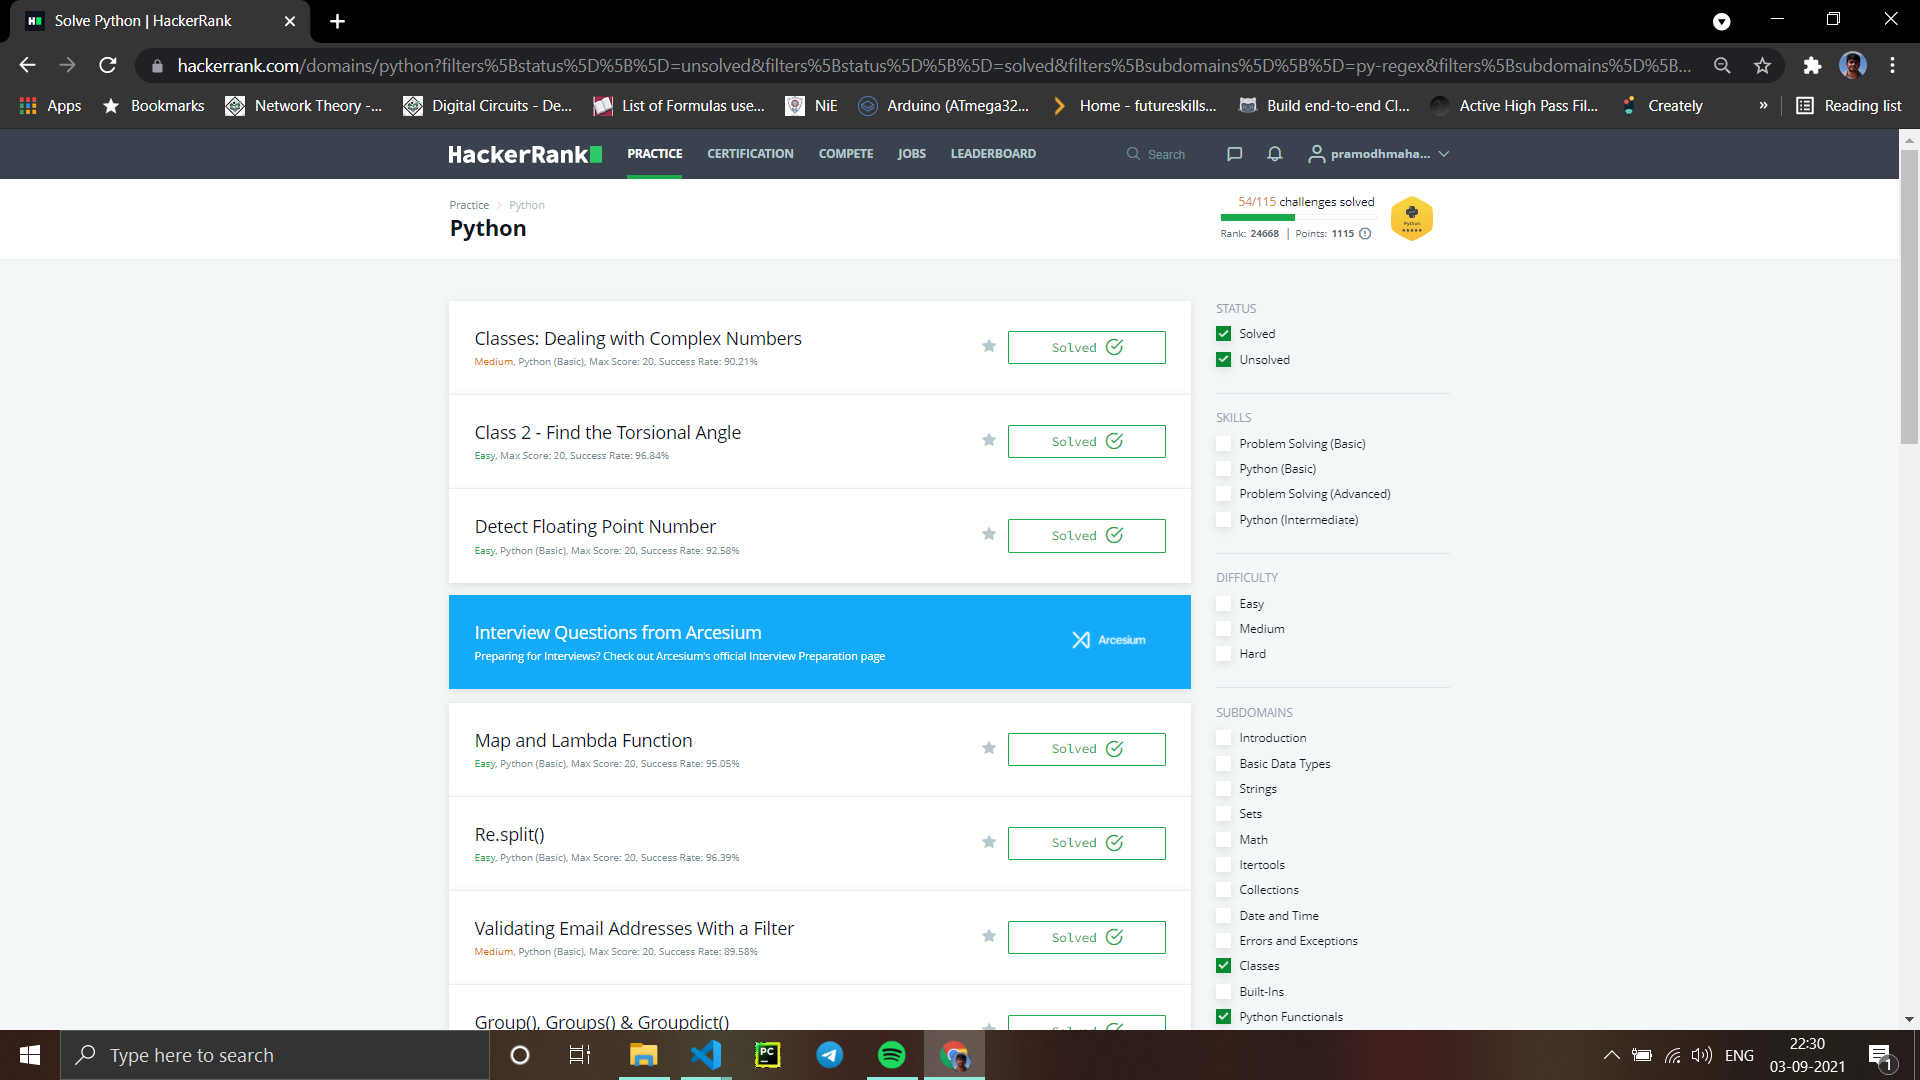 Solve Python | HackerRank
hackerrank.com/domains/python?filters%5Bstatus%5D%5B%5D=unsolved&filters%5Bstatus%5D%5B%5D=solved&filters%5Bsubdomains%5D%5B%5D=py-regex&filters%5Bsubdomains%5D%5B...
Apps Bookmarks Network Theory -... Digital Circuits - De... List of Formulas use... NiE Arduino (ATmega32... Home - futureskills... Build end-to-end Cl... Active High Pass Fil... Creately » Reading list
HackerRank PRACTICE CERTIFICATION COMPETE JOBS LEADERBOARD Search pramodhmaha...
Practice > Python
Python
54/115 challenges solved
Rank: 24668 | Points: 1115
Python
Classes: Dealing with Complex Numbers
Medium, Python (Basic), Max Score: 20, Success Rate: 90.21%
Solved
Class 2 - Find the Torsional Angle
Easy, Max Score: 20, Success Rate: 96.84%
Solved
Detect Floating Point Number
Easy, Python (Basic), Max Score: 20, Success Rate: 92.58%
Solved
Interview Questions from Arcesium
Preparing for Interviews? Check out Arcesium's official Interview Preparation page
Arcesium
Map and Lambda Function
Easy, Python (Basic), Max Score: 20, Success Rate: 95.05%
Solved
Re.split()
Easy, Python (Basic), Max Score: 20, Success Rate: 96.39%
Solved
Validating Email Addresses With a Filter
Medium, Python (Basic), Max Score: 20, Success Rate: 89.58%
Solved
Group(), Groups() & Groupdict()
Solved
STATUS
Solved
Unsolved
SKILLS
Problem Solving (Basic)
Python (Basic)
Problem Solving (Advanced)
Python (Intermediate)
DIFFICULTY
Easy
Medium
Hard
SUBDOMAINS
Introduction
Basic Data Types
Strings
Sets
Math
Itertools
Collections
Date and Time
Errors and Exceptions
Classes
Built-Ins
Python Functionals
Type here to search
PC
ENG
22:30
03-09-2021
1